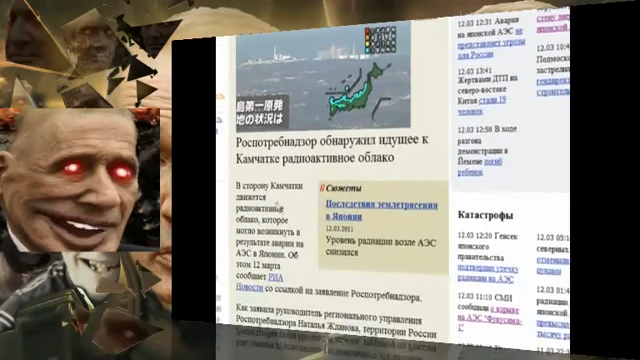 島第一原発
地の状況は
Роспотребнадзор обнаружил идущее к
Камчатке радиоактивное облако
В сторону Камчатки
движется
радиоактивное
облако, которое
могло возникнуть в
результате аварии на
АЭС в Японии. Об
этом 12 марта
сообщает РИА
Новости со ссылкой на заявление Роспотребнадзора.
Как заявила руководитель регионального управления
Роспотребнадзора Наталья Жданова, территории России
// Сюжеты
Последствия землетрясения
в Японии
12.03.2011
Уровень радиации возле АЭС
снизился
12.03 12:31 Авария
на японской АЭС не
представляет угрозы
для России
12.03 13:41
Жертвами ДТП на
северо-востоке
Китая стали 19
человек
12.03 12:58 В ходе
разгона
демонстрации в
Йемене погиб
ребенок
Катастрофы
12.03 12:20 Генсек
японского
правительства
подтвердил утечку
радиации на АЭС
12.03 11:10 СМИ
сообщили о взрыве
на АЭС "Фукусима-
1"